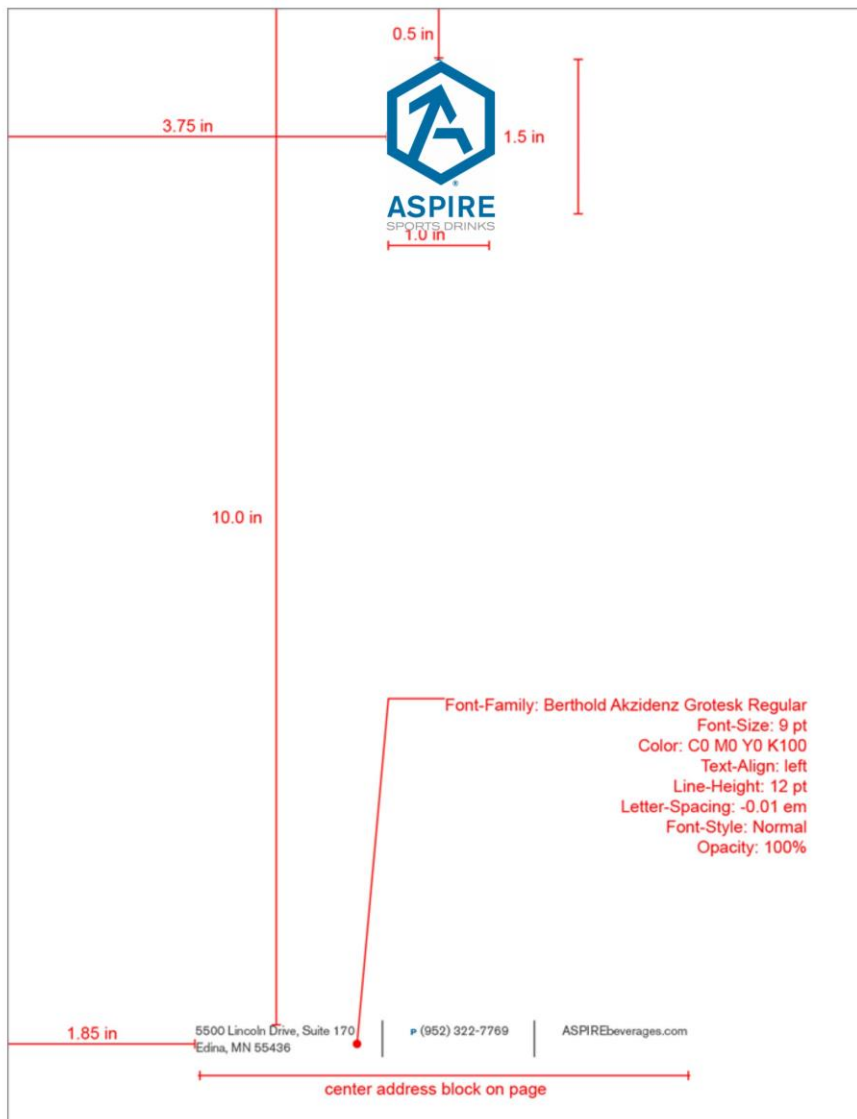 0.5 in
3.75 in
1.5 in
®
ASPIRE
SPORTS DRINKS
1.0 in
10.0 in
Font-Family: Berthold Akzidenz Grotesk Regular
Font-Size: 9 pt
Color: C0 M0 Y0 K100
Text-Align: left
Line-Height: 12 pt
Letter-Spacing: -0.01 em
Font-Style: Normal
Opacity: 100%
1.85 in
5500 Lincoln Drive, Suite 170
Edina, MN 55436
P (952) 322-7769
ASPIREbeverages.com
center address block on page